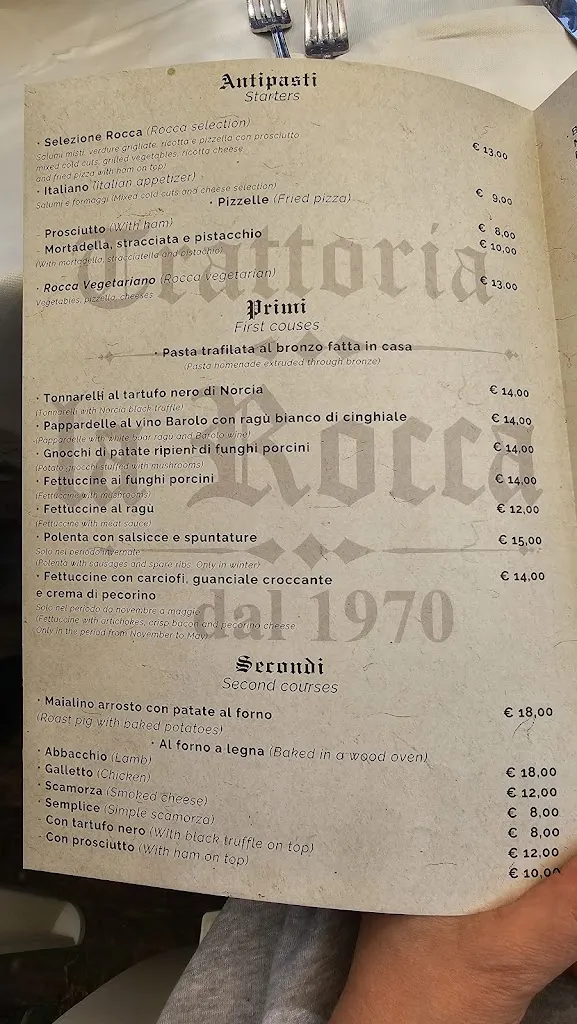 Antipasti
Starters
· Selezione Rocca (Rocca selection)
Salumi misti, verdure grigliate, ricotta e pizzella con prosciutto
mixed cold cuts, grilled vegetables, ricotta cheese
and fried pizza with ham on top)
€ 13,00
· Italiano (italian appetizer)
Salumi e formaggi (Mixed cold cuts and cheese selection)
€ 9,00
· Pizzelle (Fried pizza)
- Prosciutto (With ham) € 8,00
- Mortadella, stracciata e pistacchio € 10,00
(With mortadella, stracciatella and pistachio)
· Rocca Vegetariano (Rocca vegetarian) € 13,00
Vegetables, pizzella, cheeses
Trattoria
Primi
First couses
· Pasta trafilata al bronzo fatta in casa
(Pasta homenade extruded through bronze)
· Tonnarelli al tartufo nero di Norcia € 14,00
(Tonnarelli with Norcia black truffle)
· Pappardelle al vino Barolo con ragù bianco di cinghiale € 14,00
(Pappardelle with white boar ragu and Barolo wine)
· Gnocchi di patate ripieni di funghi porcini € 14,00
(Potato gnocchi stuffed with mushrooms)
· Fettuccine ai funghi porcini € 14,00
(Fettuccine with mushrooms)
· Fettuccine al ragu € 12,00
(Fettuccine with meat sauce)
Rocca
· Polenta con salsicce e spuntature € 15,00
Solo nel periodo invernale
(Polenta with sausages and spare ribs. Only in winter)
· Fettuccine con carciofi, guanciale croccante € 14,00
e crema di pecorino
Solo nel periodo da novembre a maggio
(Fettuccine with artichokes, crisp bacon and pecorino cheese
Only in the period from November to May)
dal 1970
Secondi
Second courses
· Maialino arrosto con patate al forno € 18,00
(Roast pig with baked potatoes)
· Al forno a legna (Baked in a wood oven)
· Abbacchio (Lamb) € 18,00
· Galletto (Chicken) € 12,00
· Scamorza (Smoked cheese) € 8,00
- Semplice (Simple scamorza) € 8,00
- Con tartufo nero (With black truffle on top) € 12,00
- Con prosciutto (With ham on top) € 10,00